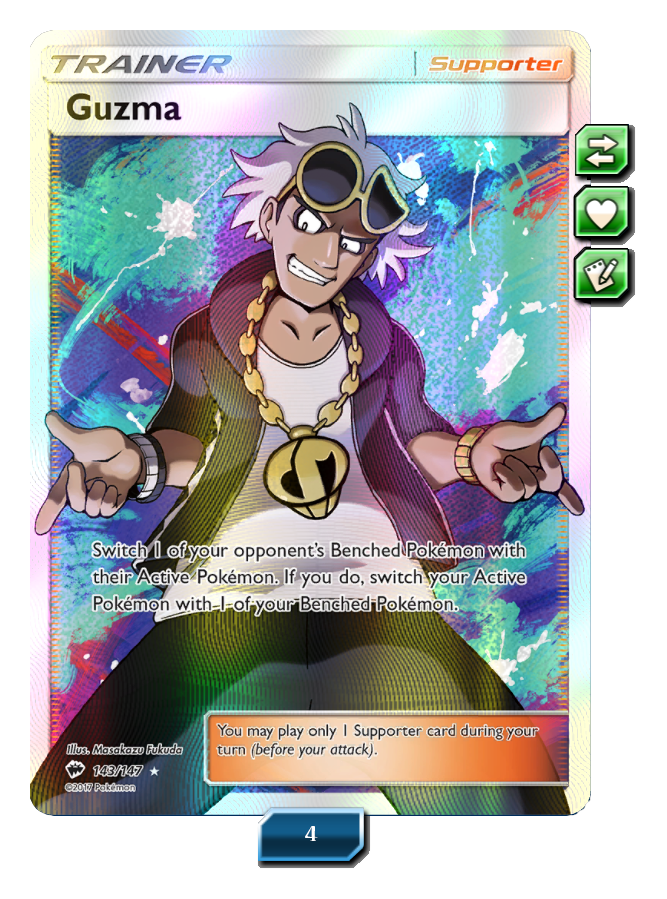 TRAINER
Supporter
Guzma
Switch 1 of your opponent's Benched Pokémon with
their Active Pokémon. If you do, switch your Active
Pokémon with 1 of your Benched Pokémon.
You may play only 1 Supporter card during your
turn (before your attack).
Illus. Masakazu Fukuda
143/147 ★
©2017 Pokémon
4